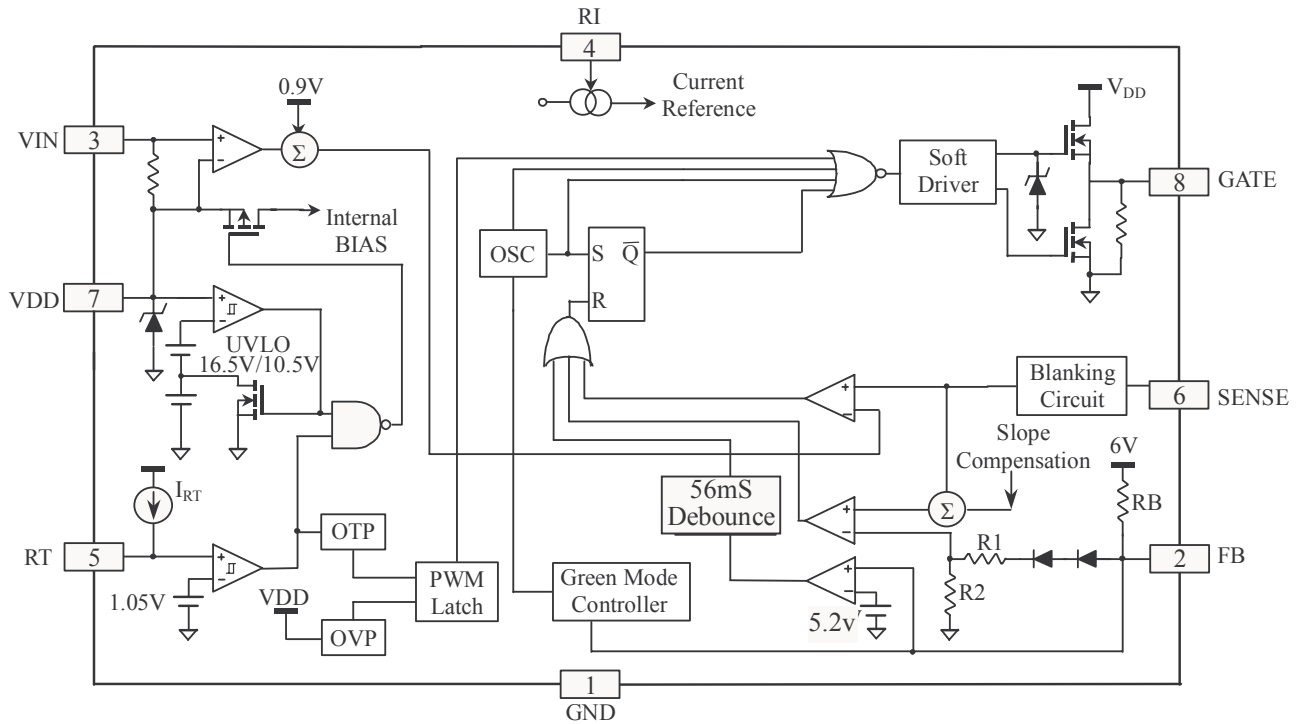 RI
4
0.9V
Current
Reference
VDD
VIN
3
+
−
Σ
Soft
Driver
8
GATE
Internal
BIAS
OSC
S
Q
R
VDD
7
+
−
UVLO
16.5V/10.5V
Blanking
Circuit
6
SENSE
+
−
Slope
Compensation
6V
IRT
56mS
Debounce
+
−
Σ
RB
RT
5
+
−
OTP
R1
2
FB
1.05V
VDD
PWM
Latch
Green Mode
Controller
+
−
R2
OVP
5.2v
1
GND